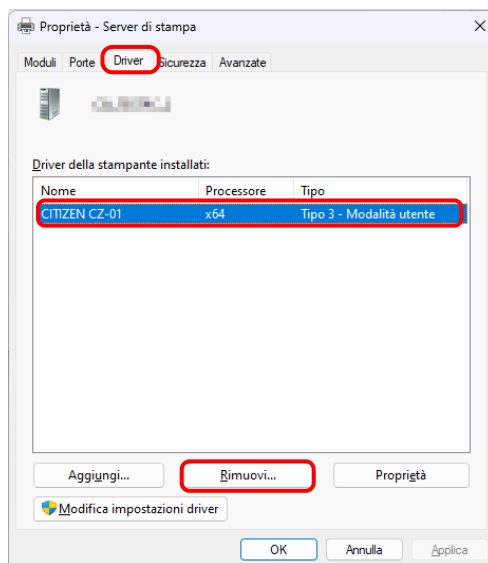 Proprietà - Server di stampa
Moduli Porte Driver Sicurezza Avanzate
Driver della stampante installati:
Nome Processore Tipo
CITIZEN CZ-01 x64 Tipo 3 - Modalità utente
Aggiungi... Rimuovi... Proprietà
Modifica impostazioni driver
OK Annulla Applica